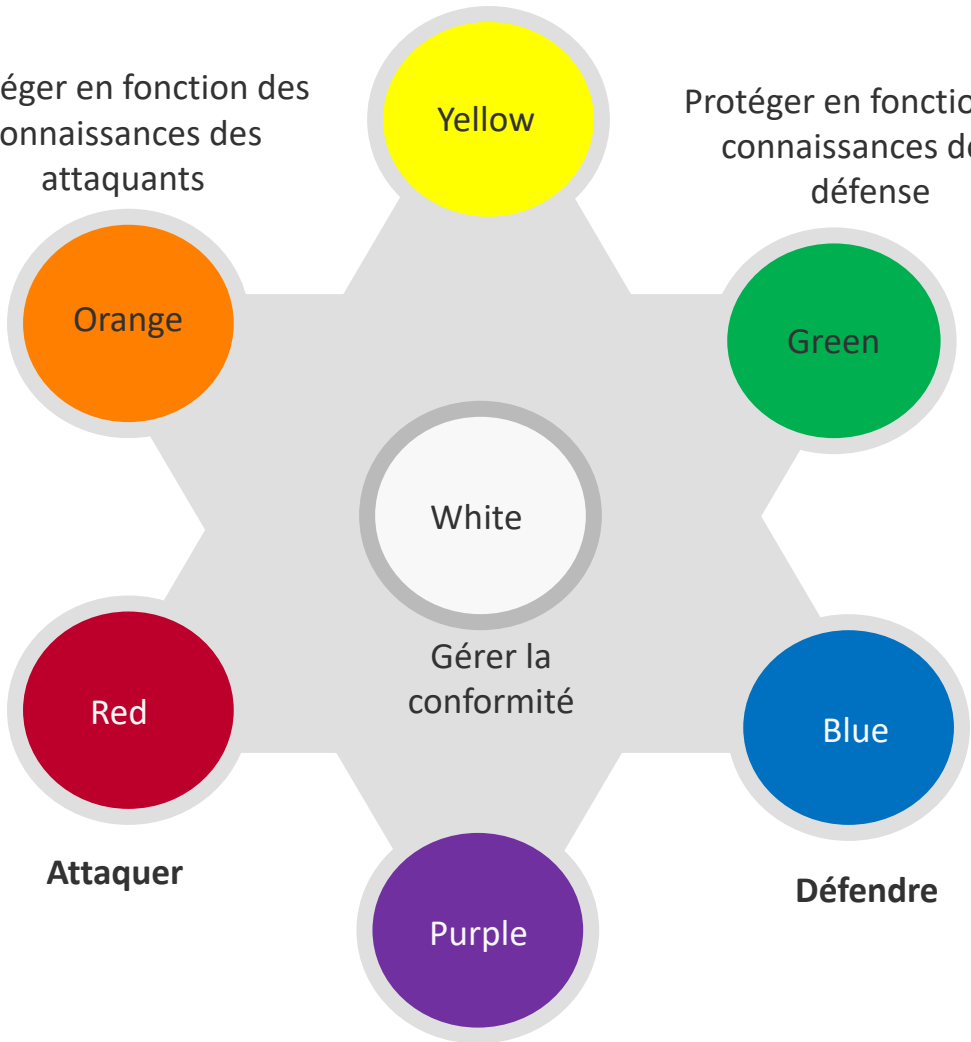 Yellow
éger en fonction des
onnaissances des
attaquants
Protéger en fonctio
connaissances d
défense
Orange
Green
White
Gérer la
conformité
Red
Blue
Attaquer
Défendre
Purple